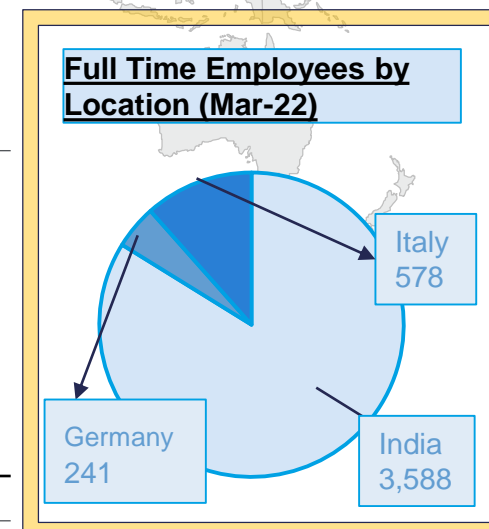 Full Time Employees by
Location (Mar-22)
Italy
578
Germany
241
India
3,588